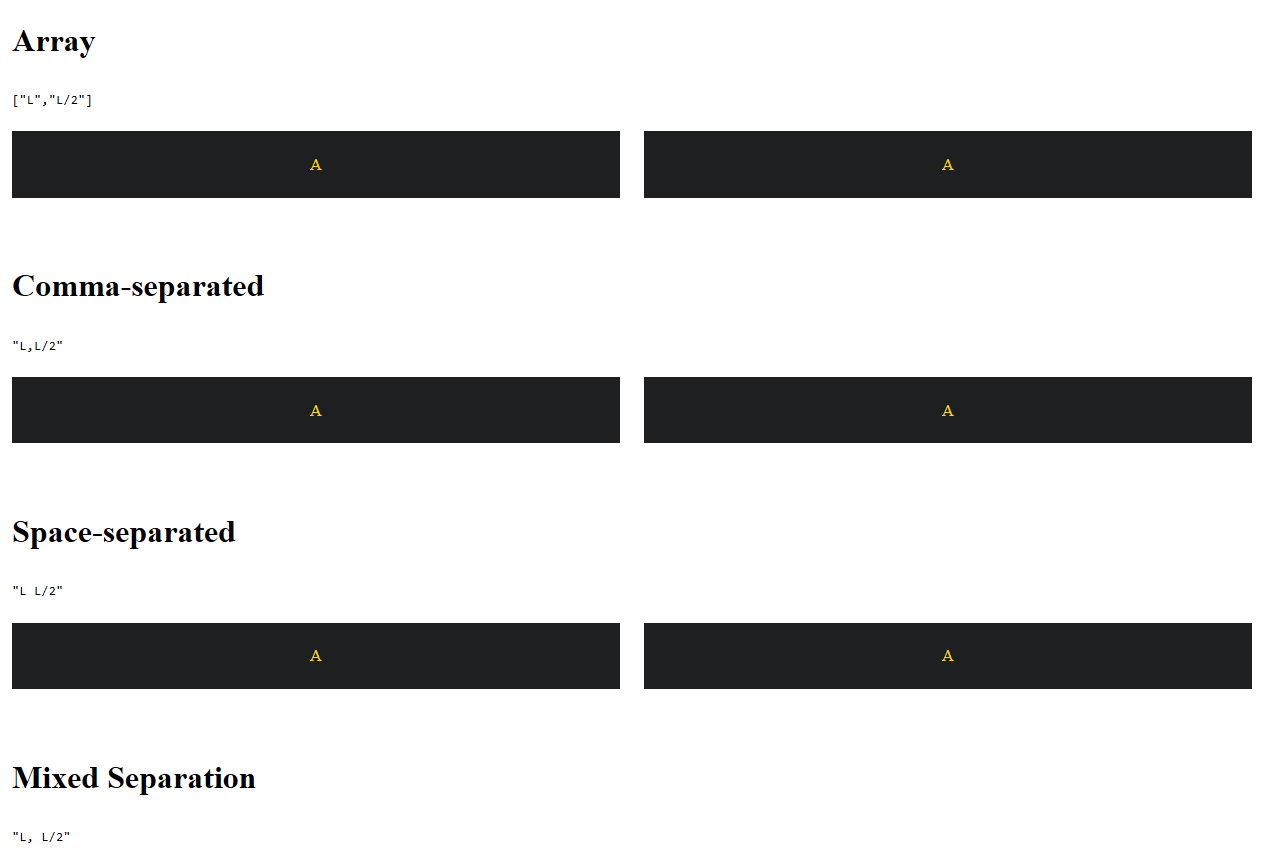 Array
["L","L/2"]
A A
Comma-separated
"L,L/2"
A A
Space-separated
"L L/2"
A A
Mixed Separation
"L, L/2"